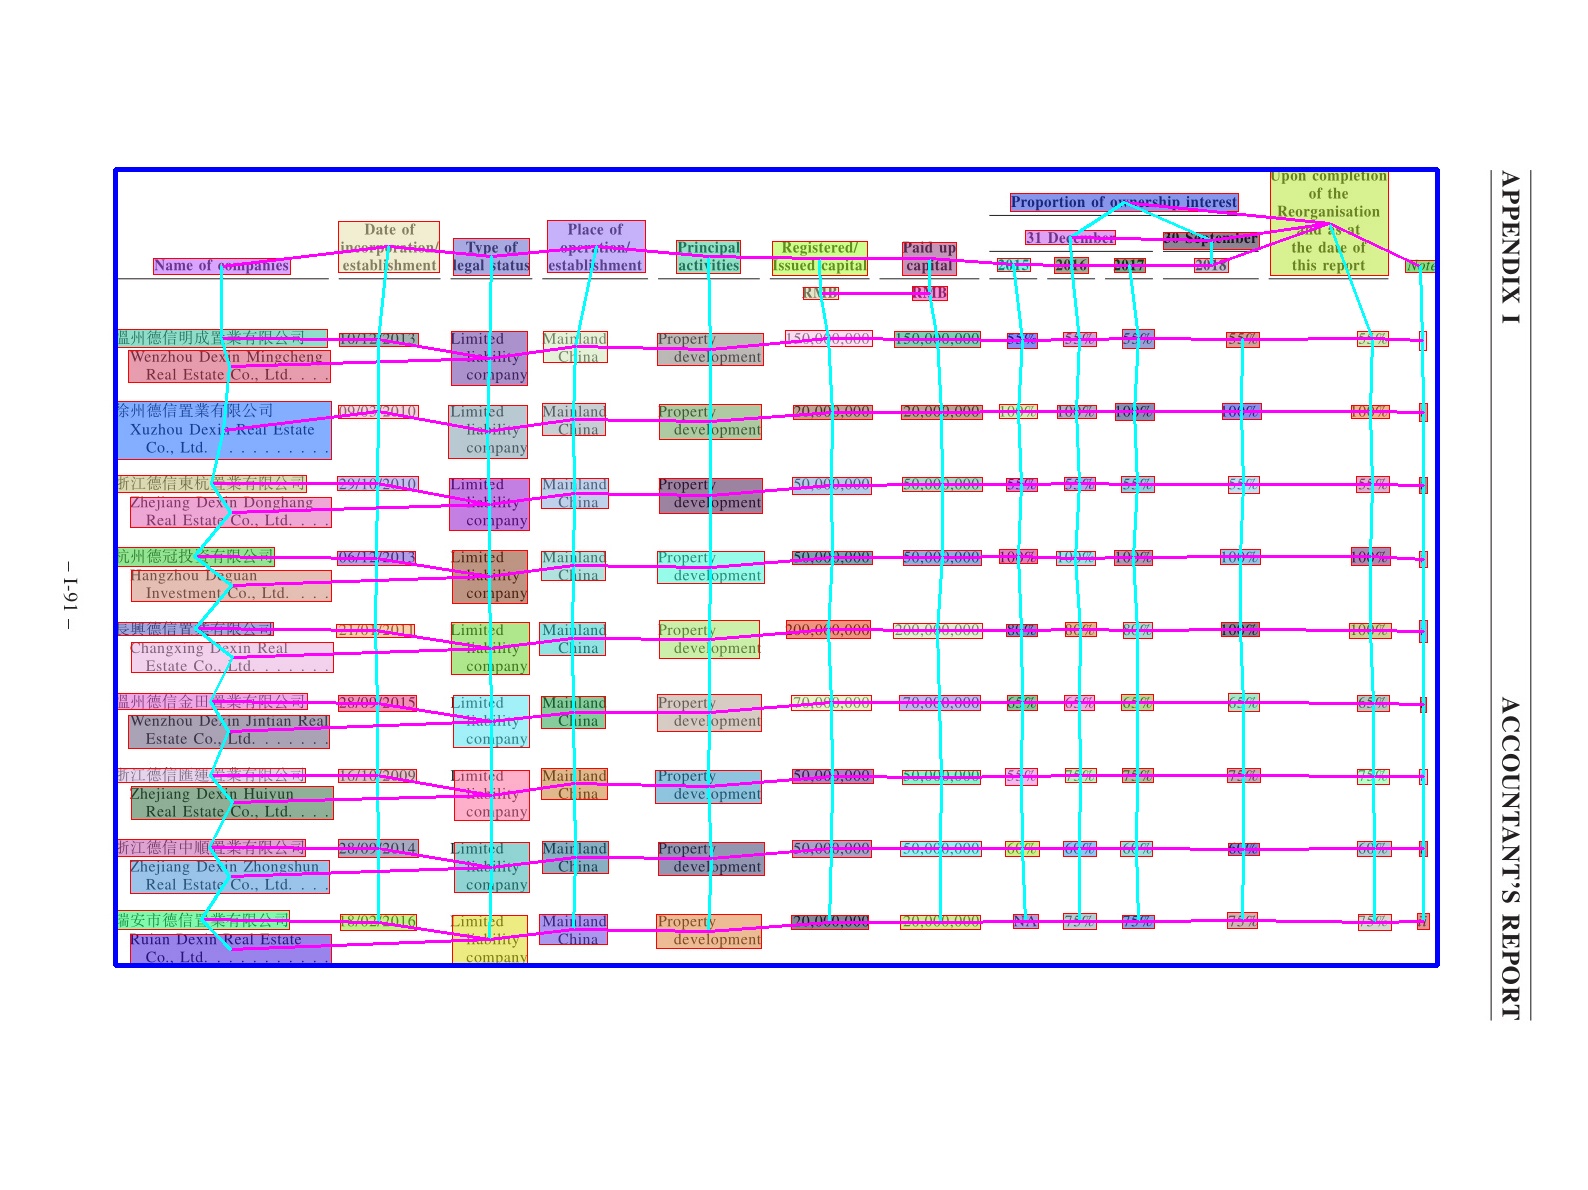 APPENDIX I
ACCOUNTANT'S REPORT
Upon completion
of the
Proportion of ownership interest
Reorganisation
Date of Place of and as at
incorporation/ Type of operation/ Principal Registered/ Paid up 31 December 30 September the date of
Name of companies establishment legal status establishment activities Issued capital capital 2015 2016 2017 2018 this report Note
RMB RMB
溫州德信明成置業有限公司 Limited Mainland Property 150,000,000 150,000,000 55% 55% 55% 55% 55%
Wenzhou Dexin Mingcheng liability China development
Real Estate Co., Ltd. . . . . company
徐州德信置業有限公司 Limited Mainland Property 20,000,000 20,000,000 100% 100% 100% 100% 100%
Xuzhou Dexin Real Estate liability China development
Co., Ltd. . . . . . . . . . . company
浙江德信東杭置業有限公司 29/10/2010 Limited Mainland Property 50,000,000 50,000,000 55% 55% 55% 55% 55%
Zhejiang Dexin Donghang liability China development
Real Estate Co., Ltd. . . . . company
杭州德冠投資有限公司 06/12/2013 Limited Mainland Property 50,000,000 50,000,000 100% 100% 100% 100% 100%
Hangzhou Deguan liability China development
Investment Co., Ltd. . . . . company
長興德信置業有限公司 Limited Mainland Property 200,000,000 200,000,000 80% 80% 80% 100% 100%
Changxing Dexin Real liability China development
Estate Co., Ltd. . . . . . . . company
溫州德信金田置業有限公司 28/09/2015 Limited Mainland Property 70,000,000 70,000,000 65% 65% 65% 65% 65%
Wenzhou Dexin Jintian Real liability China development
Estate Co., Ltd. . . . . . . . company
浙江德信匯運置業有限公司 16/10/2009 Limited Mainland Property 50,000,000 50,000,000 55% 75% 75% 75% 75%
Zhejiang Dexin Huiyun liability China development
Real Estate Co., Ltd. . . . . company
浙江德信中順置業有限公司 28/09/2014 Limited Mainland Property 50,000,000 50,000,000 60% 60% 60% 60% 60%
Zhejiang Dexin Zhongshun liability China development
Real Estate Co., Ltd. . . . . company
瑞安市德信置業有限公司 18/02/2016 Limited Mainland Property 20,000,000 20,000,000 NA 75% 75% 75% 75%
Ruian Dexin Real Estate liability China development
Co., Ltd. . . . . . . . . . . company
– I-91 –